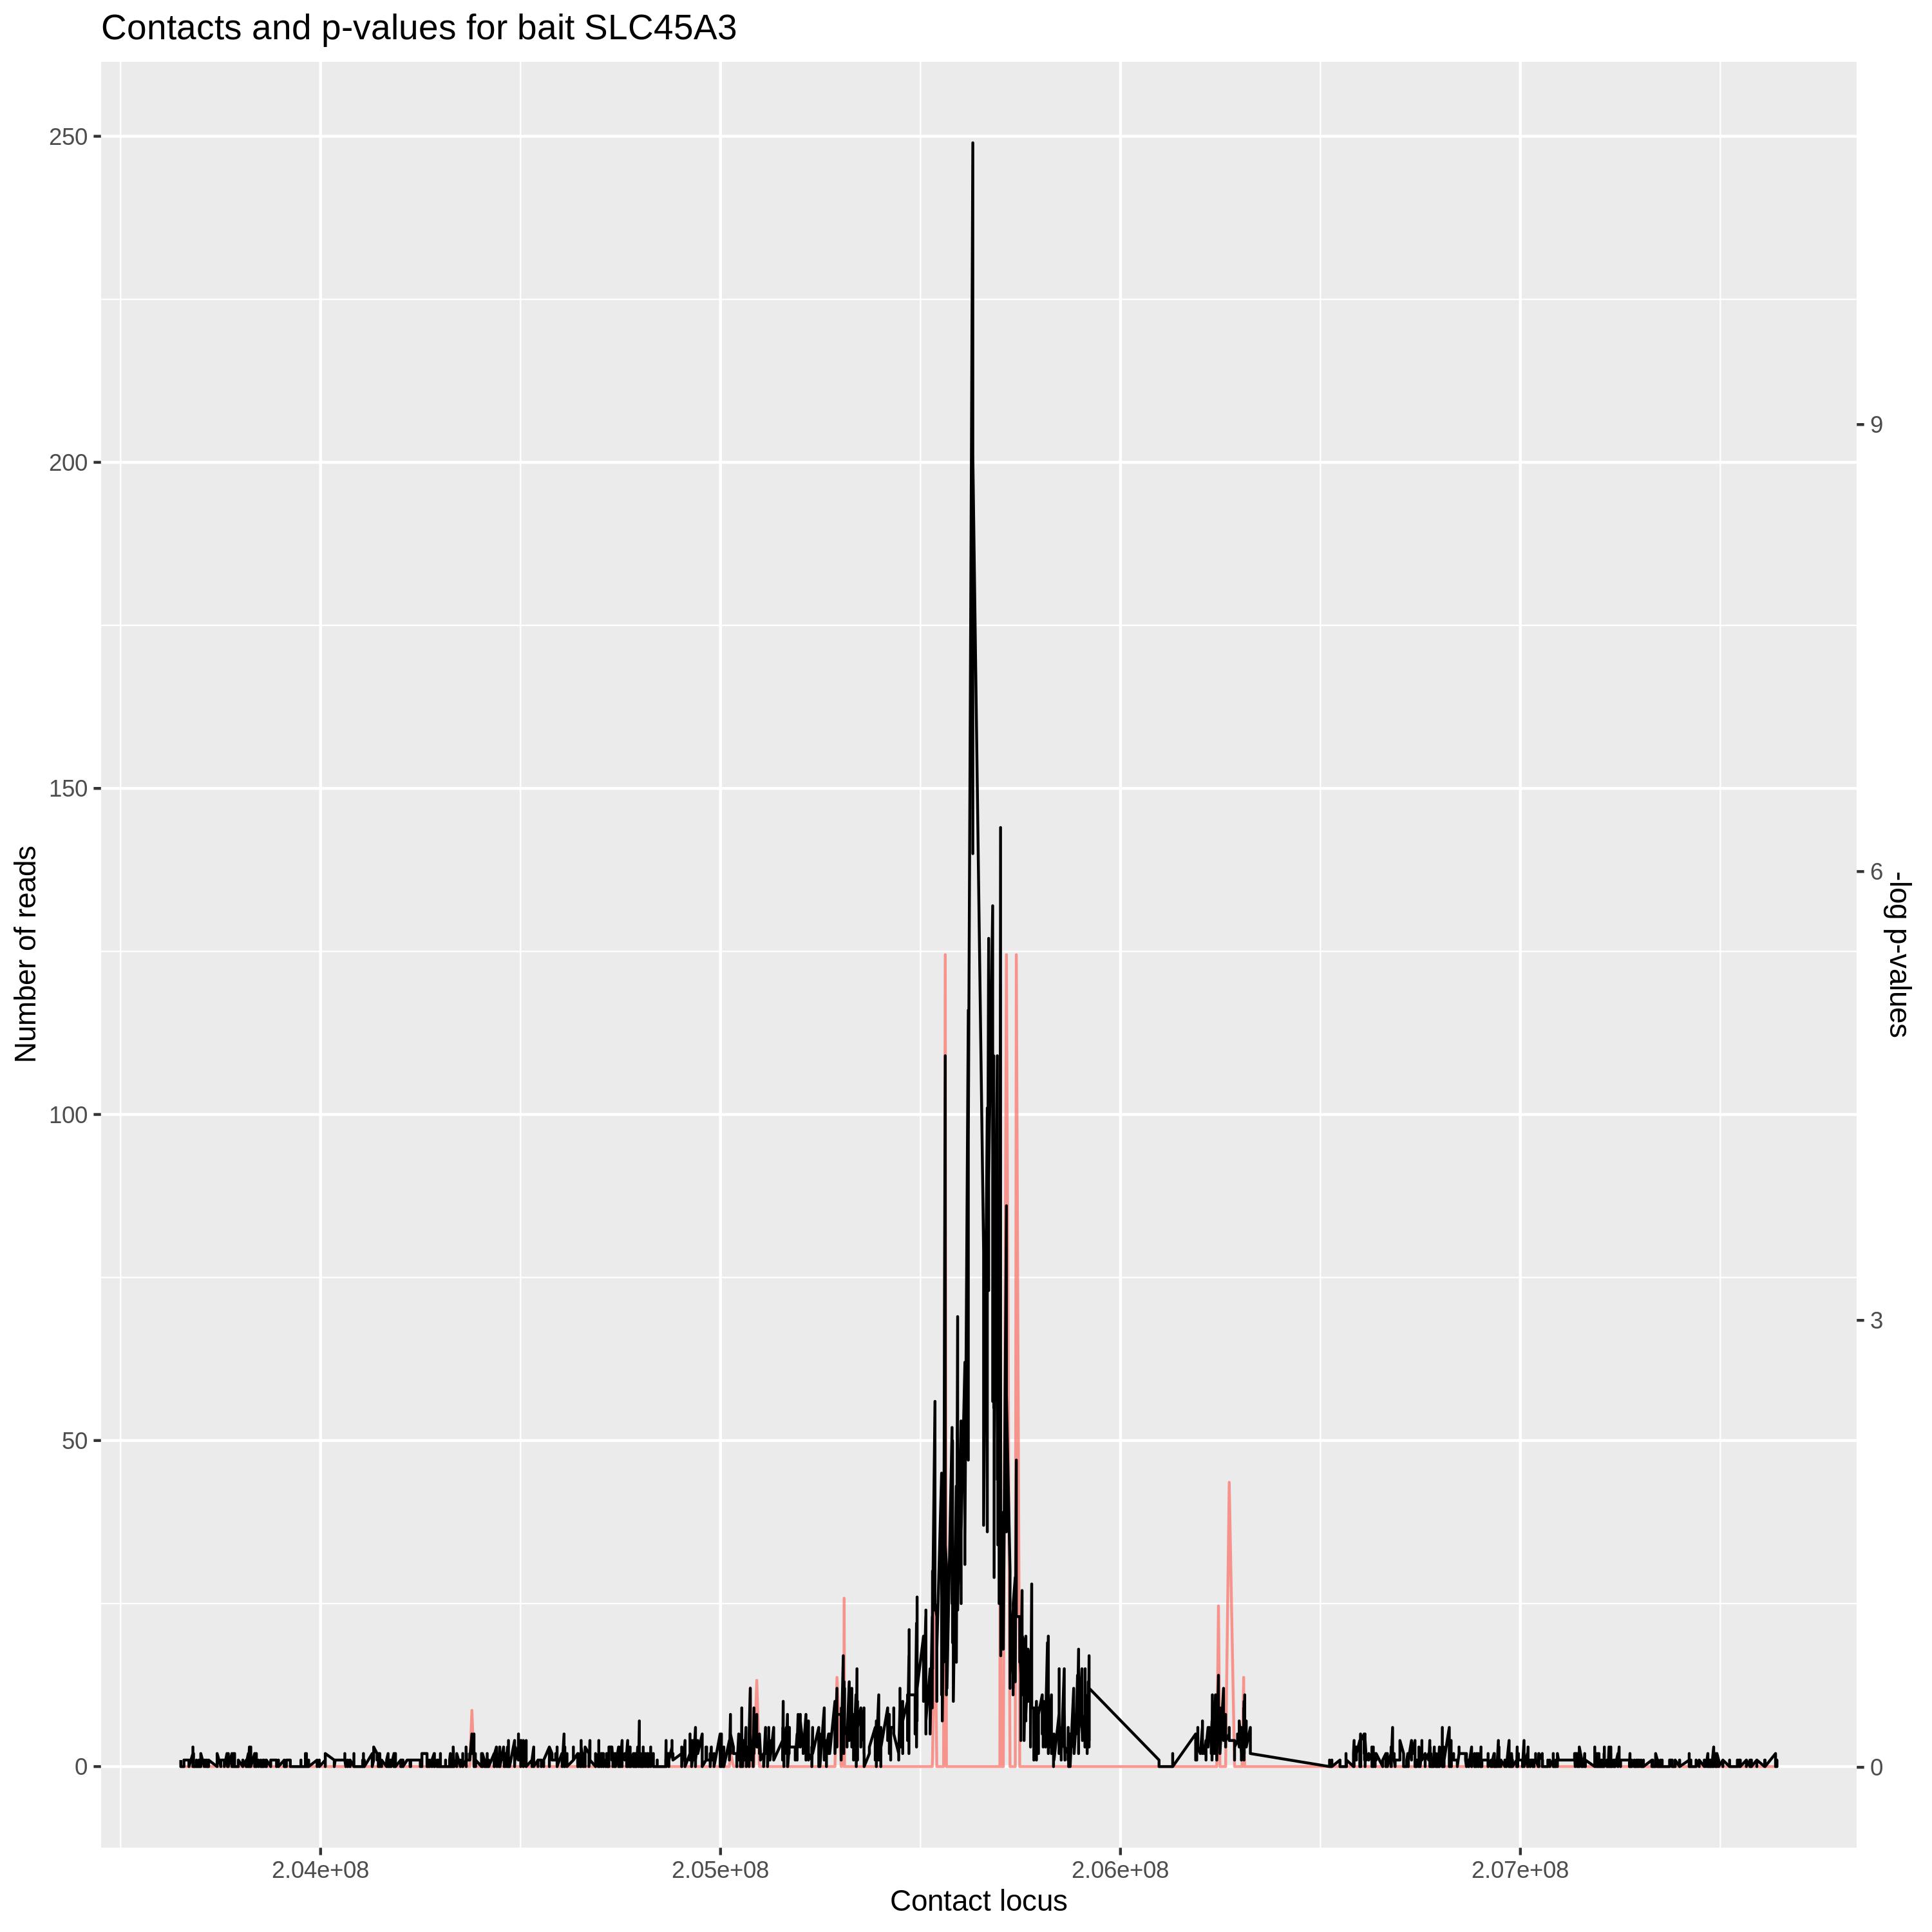 Contacts and p-values for bait SLC45A3
250
200
150
100
50
0
Number of reads
9
6
3
0
-log p-values
2.04e+08
2.05e+08
2.06e+08
2.07e+08
Contact locus